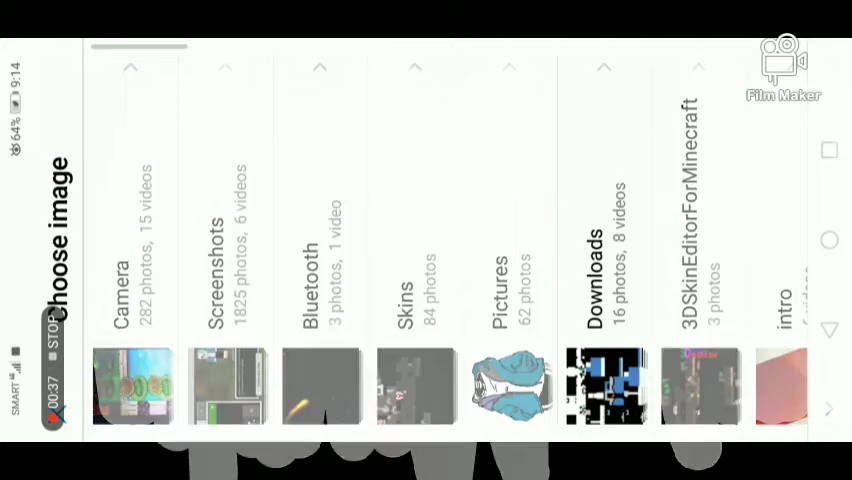 SMART 4G
64% 9:14
00:37 STOP
Choose image
Camera
282 photos, 15 videos
Screenshots
1825 photos, 6 videos
Bluetooth
3 photos, 1 video
Skins
84 photos
Pictures
62 photos
Downloads
16 photos, 8 videos
3DSkinEditorForMinecraft
3 photos
intro
Film Maker